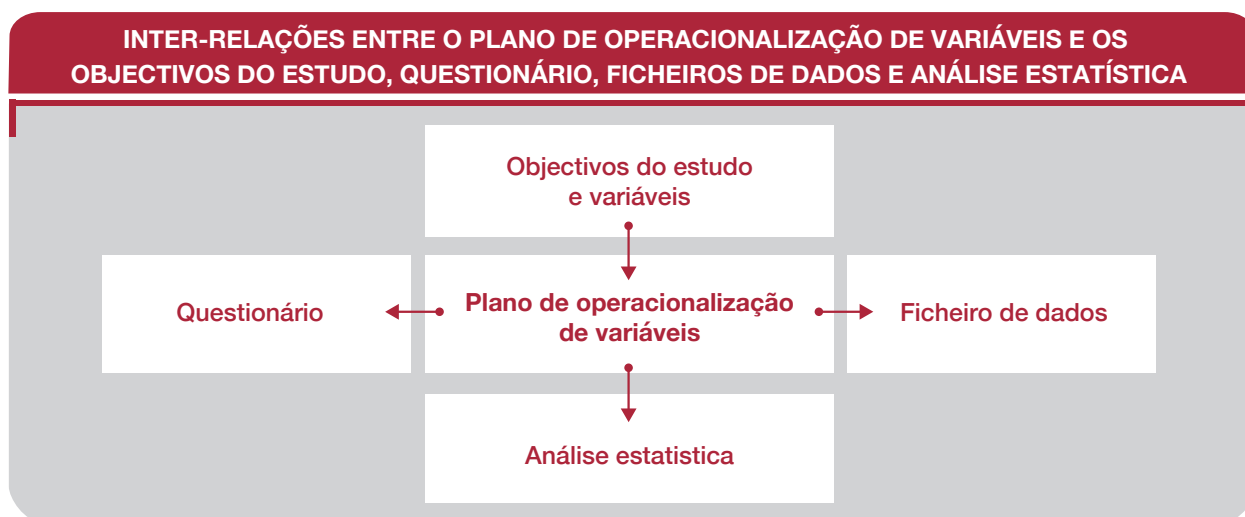 INTER-RELAÇÕES ENTRE O PLANO DE OPERACIONALIZAÇÃO DE VARIÁVEIS E OS
OBJECTIVOS DO ESTUDO, QUESTIONÁRIO, FICHEIROS DE DADOS E ANÁLISE ESTATÍSTICA
Objectivos do estudo
e variáveis
Questionário
Plano de operacionalização
de variáveis
Ficheiro de dados
Análise estatistica